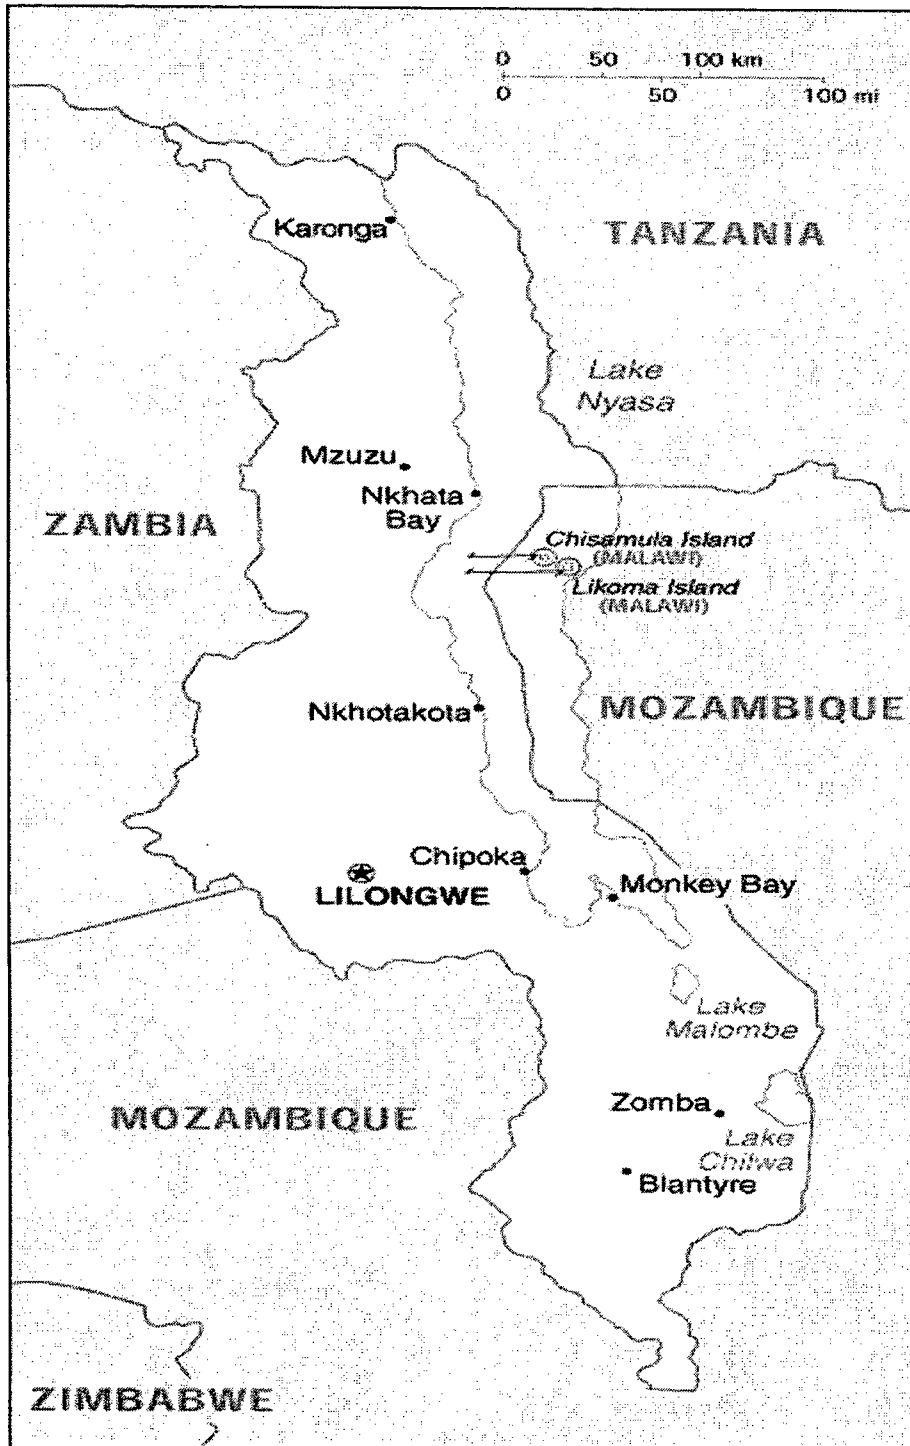 0 50 100 km
0 50 100 mi
Karonga
TANZANIA
Lake
Nyasa
Mzuzu
Nkhata
Bay
ZAMBIA
Chisamula Island
(MALAWI)
Likoma Island
(MALAWI)
Nkhotakota
MOZAMBIQUE
Chipoka
LILONGWE
Monkey Bay
Lake
Malombe
MOZAMBIQUE
Zomba
Lake
Chilwa
Blantyre
ZIMBABWE